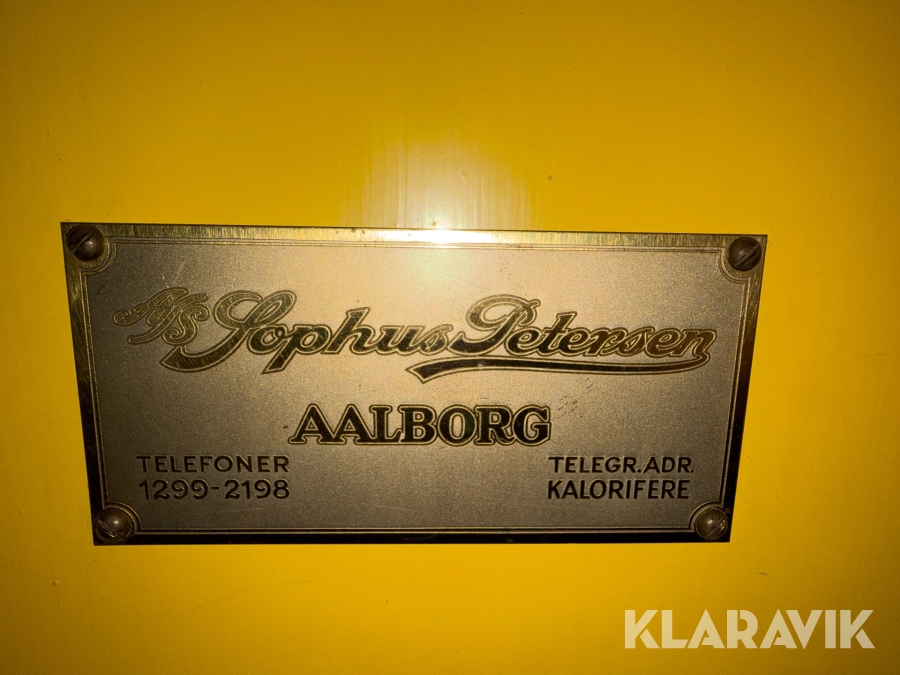 A/S Sophus Petersen
AALBORG
TELEFONER
1299-2198
TELEGR.ADR.
KALORIFERE
KLARAVIK